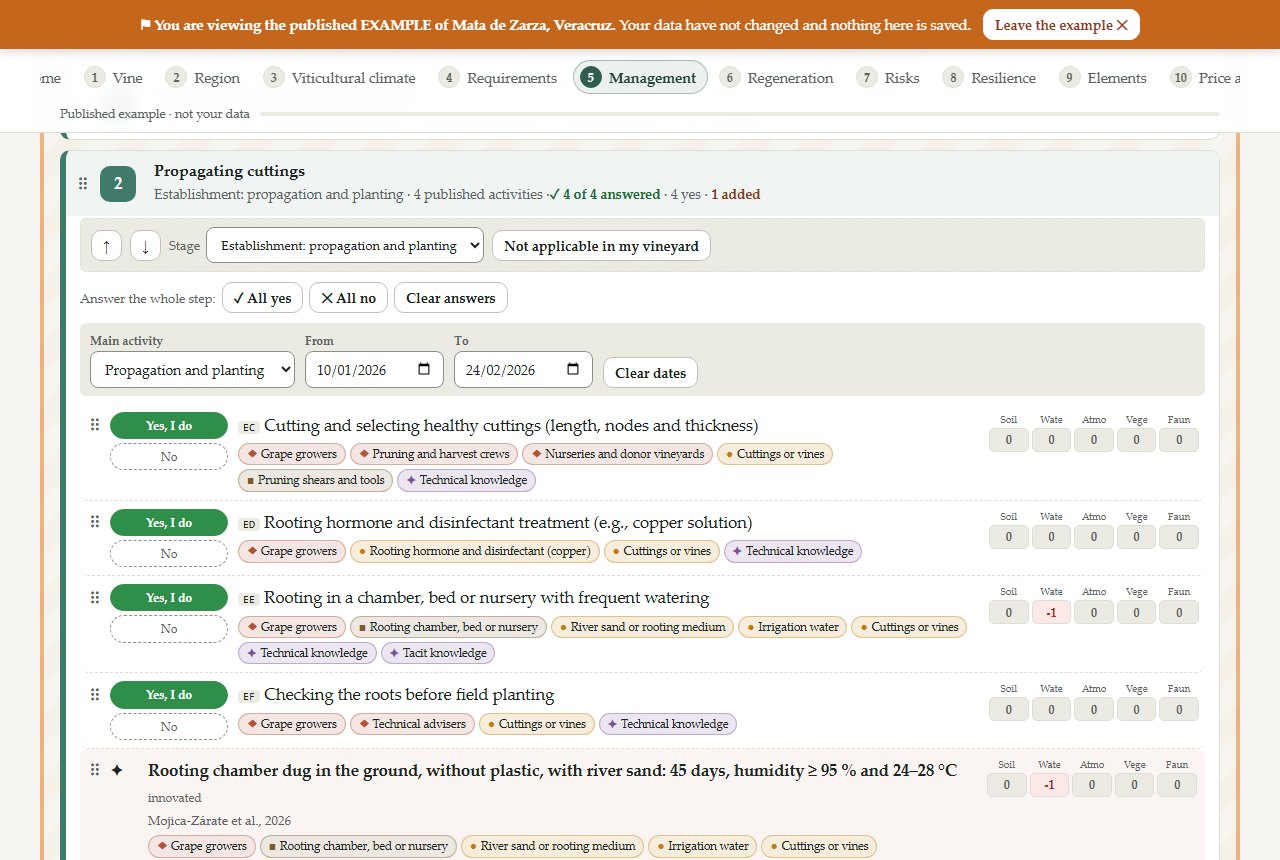 ⚑ You are viewing the published EXAMPLE of Mata de Zarza, Veracruz. Your data have not changed and nothing here is saved. Leave the example ✕
me 1 Vine 2 Region 3 Viticultural climate 4 Requirements 5 Management 6 Regeneration 7 Risks 8 Resilience 9 Elements 10 Price a
Published example · not your data
2 Propagating cuttings
Establishment: propagation and planting · 4 published activities · ✓ 4 of 4 answered · 4 yes · 1 added
↑ ↓ Stage Establishment: propagation and planting Not applicable in my vineyard
Answer the whole step: ✓ All yes ✕ All no Clear answers
Main activity From To
Propagation and planting 10/01/2026 24/02/2026 Clear dates
Yes, I do EC Cutting and selecting healthy cuttings (length, nodes and thickness) Soil Wate Atmo Vege Faun
No ◆ Grape growers ◆ Pruning and harvest crews ◆ Nurseries and donor vineyards ● Cuttings or vines 0 0 0 0 0
■ Pruning shears and tools ✦ Technical knowledge
Yes, I do ED Rooting hormone and disinfectant treatment (e.g., copper solution) Soil Wate Atmo Vege Faun
No ◆ Grape growers ● Rooting hormone and disinfectant (copper) ● Cuttings or vines ✦ Technical knowledge 0 0 0 0 0
Yes, I do EE Rooting in a chamber, bed or nursery with frequent watering Soil Wate Atmo Vege Faun
No ◆ Grape growers ■ Rooting chamber, bed or nursery ● River sand or rooting medium ● Irrigation water ● Cuttings or vines 0 -1 0 0 0
✦ Technical knowledge ✦ Tacit knowledge
Yes, I do EF Checking the roots before field planting Soil Wate Atmo Vege Faun
No ◆ Grape growers ◆ Technical advisers ● Cuttings or vines ✦ Technical knowledge 0 0 0 0 0
✦ Rooting chamber dug in the ground, without plastic, with river sand: 45 days, humidity ≥ 95 % and 24–28 °C Soil Wate Atmo Vege Faun
innovated 0 -1 0 0 0
Mojica-Zárate et al., 2026
◆ Grape growers ■ Rooting chamber, bed or nursery ● River sand or rooting medium ● Irrigation water ● Cuttings or vines